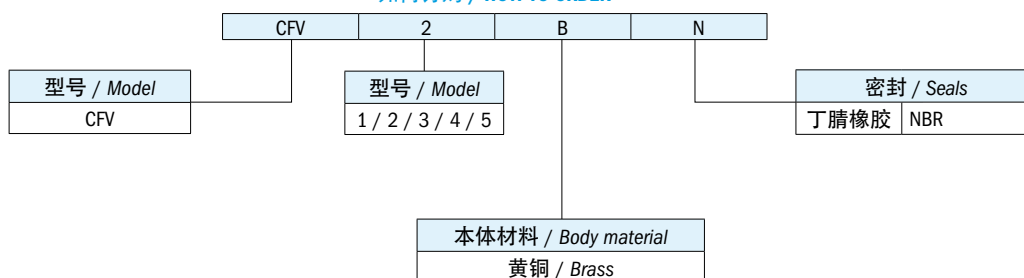 CFV 2 B N
型号 / Model
CFV
型号 / Model
1 / 2 / 3 / 4 / 5
密封 / Seals
丁腈橡胶 NBR
本体材料 / Body material
黄铜 / Brass